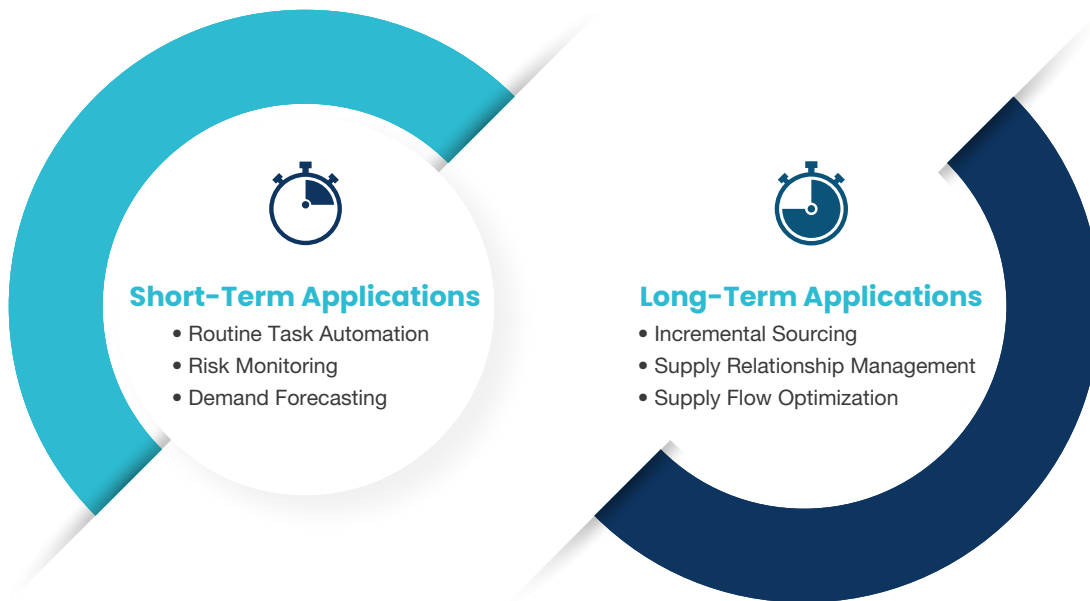 Short-Term Applications
• Routine Task Automation
• Risk Monitoring
• Demand Forecasting
Long-Term Applications
• Incremental Sourcing
• Supply Relationship Management
• Supply Flow Optimization